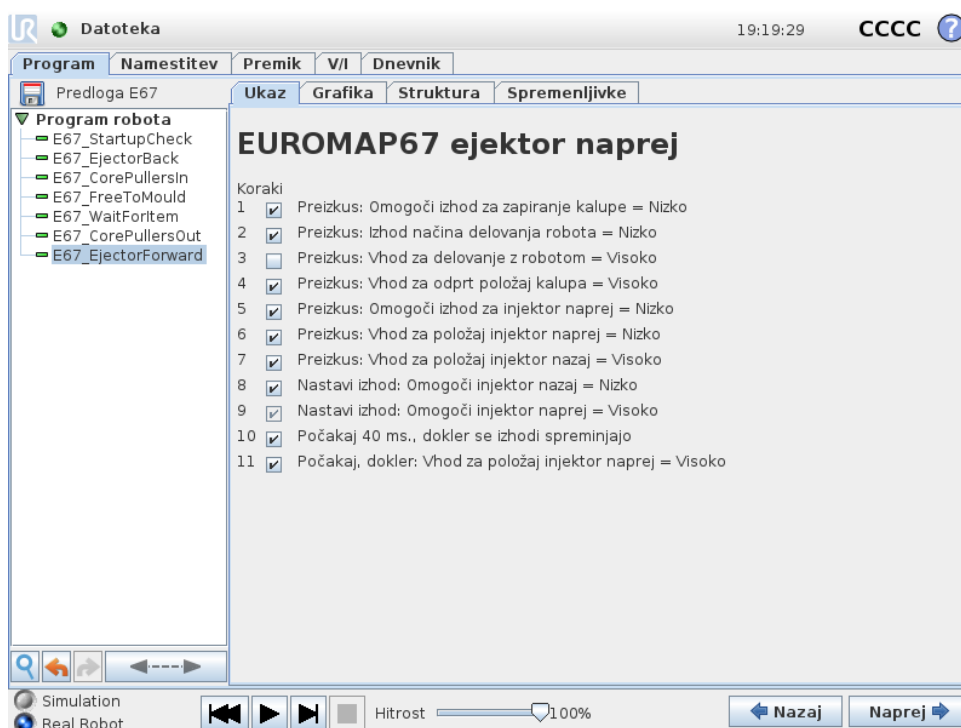 UR Datoteka 19:19:29 CCCC ?
Program Namestitev Premik V/I Dnevnik
Predloga E67
Ukaz Grafika Struktura Spremenljivke
Program robota
E67_StartupCheck
E67_EjectorBack
E67_CorePullersIn
E67_FreeToMould
E67_WaitForItem
E67_CorePullersOut
E67_EjectorForward
EUROMAP67 ejektor naprej
Koraki
1 Preizkus: Omogoči izhod za zapiranje kalupe = Nizko
2 Preizkus: Izhod načina delovanja robota = Nizko
3 Preizkus: Vhod za delovanje z robotom = Visoko
4 Preizkus: Vhod za odprt položaj kalupa = Visoko
5 Preizkus: Omogoči izhod za injektor naprej = Nizko
6 Preizkus: Vhod za položaj injektor naprej = Nizko
7 Preizkus: Vhod za položaj injektor nazaj = Visoko
8 Nastavi izhod: Omogoči injektor nazaj = Nizko
9 Nastavi izhod: Omogoči injektor naprej = Visoko
10 Počakaj 40 ms., dokler se izhodi spreminjajo
11 Počakaj, dokler: Vhod za položaj injektor naprej = Visoko
Simulation
Real Robot
Hitrost 100%
Nazaj
Naprej